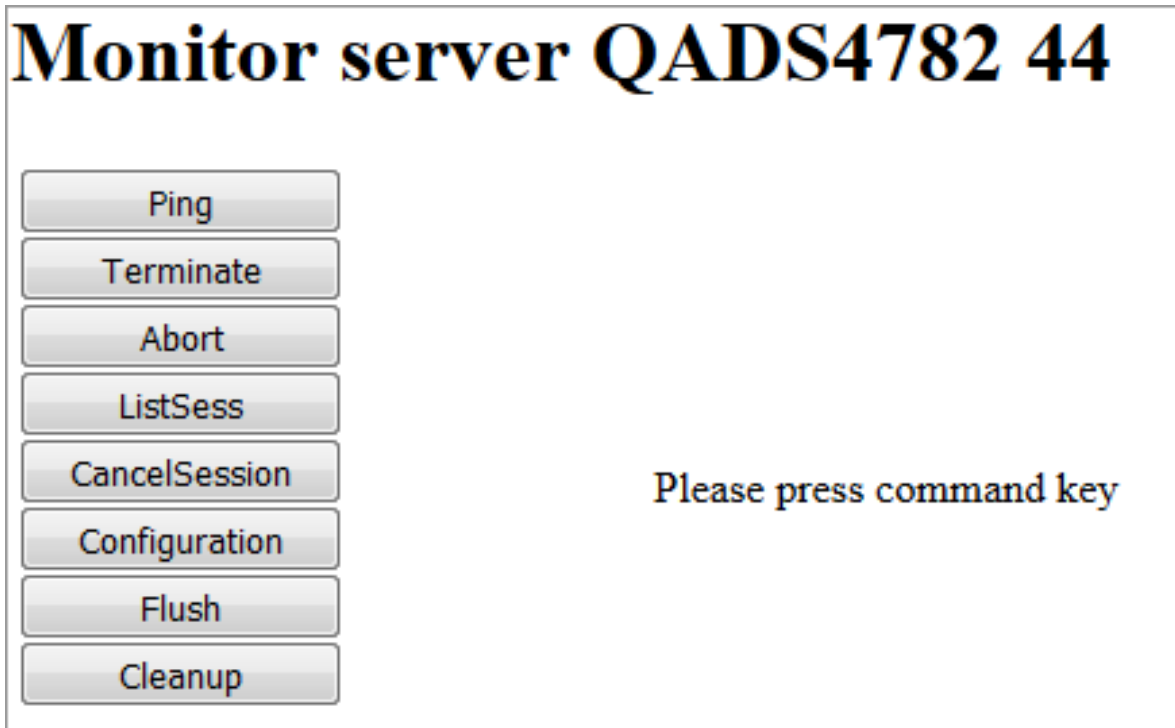 Monitor server QADS4782 44
Ping
Terminate
Abort
ListSess
CancelSession
Please press command key
Configuration
Flush
Cleanup